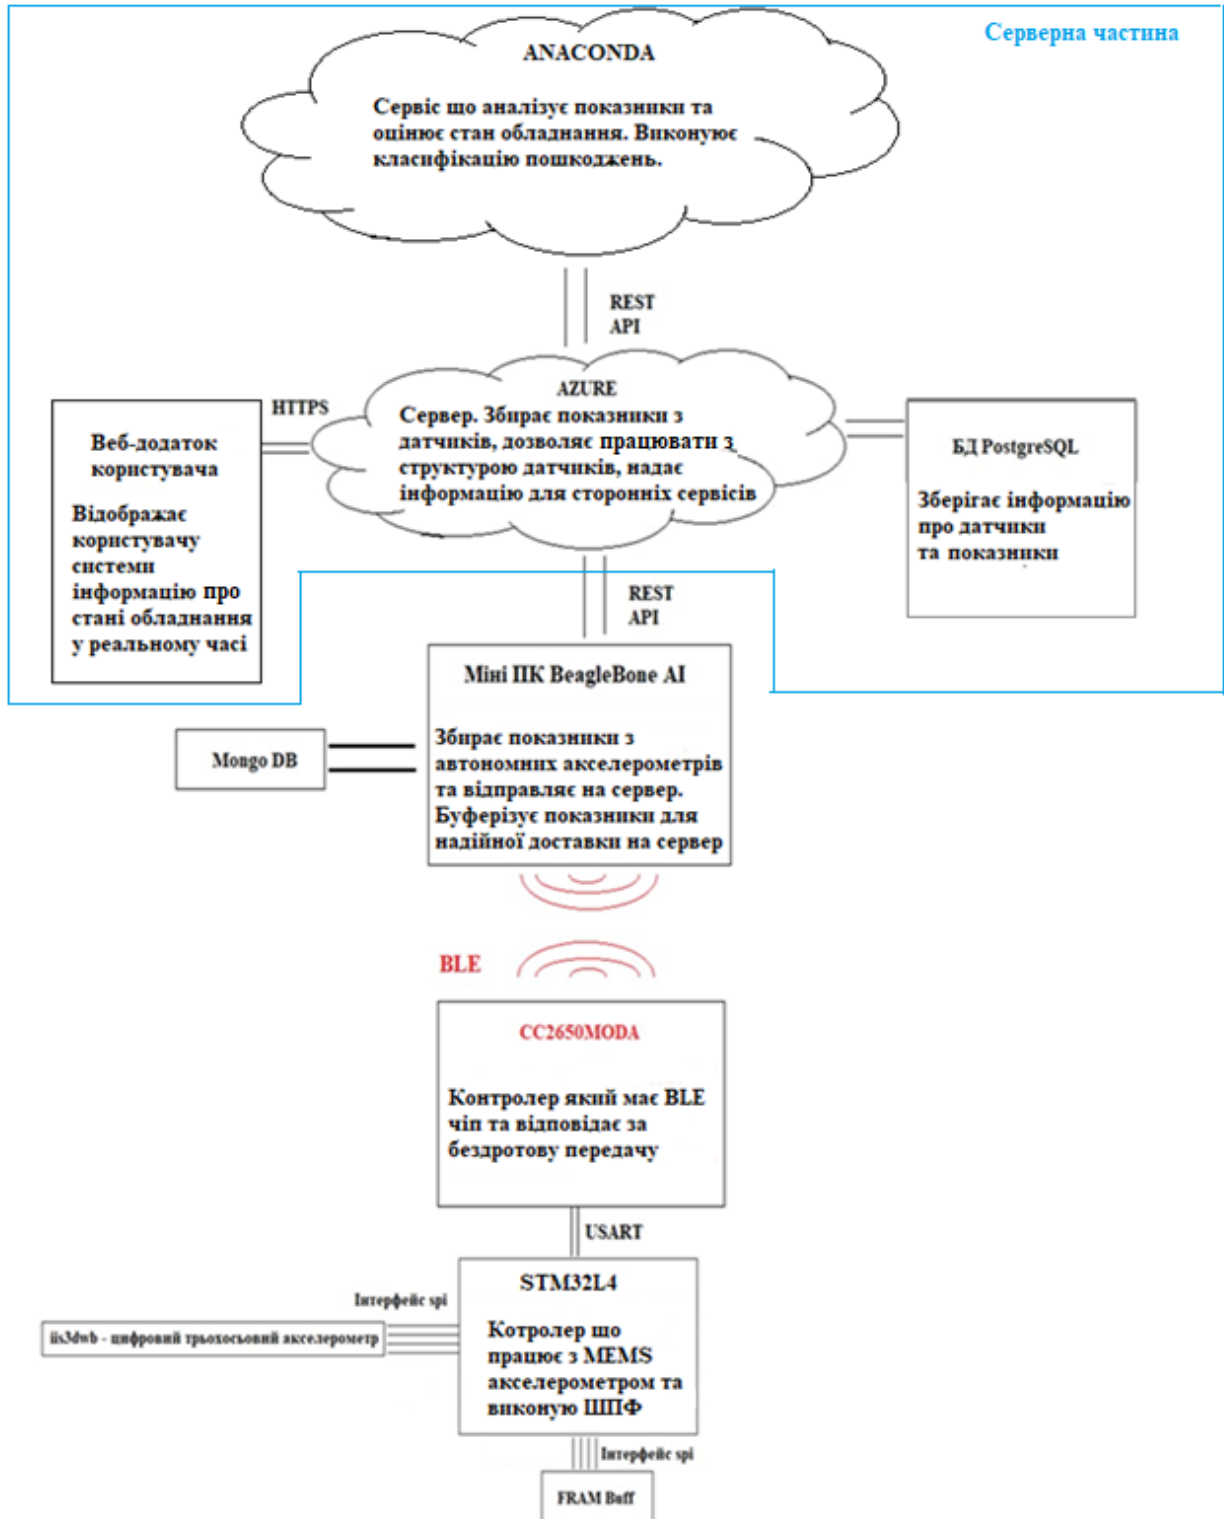 Серверна частина
ANACONDA
Сервіс що аналізує показники та
оцінює стан обладнання. Виконуює
класифікацію пошкоджень.
REST
API
AZURE
Сервер. Збирає показники з
датчиків, дозволяє працювати з
структурою датчиків, надає
інформацію для сторонніх сервісів
HTTPS
Веб-додаток
користувача
Відображає
користувачу
системи
інформацію про
стані обладнання
у реальному часі
БД PostgreSQL
Зберігає інформацію
про датчики
та показники
REST
API
Міні ПК BeagleBone AI
Збирає показники з
автономних акселерометрів
та відправляє на сервер.
Буферізує показники для
надійної доставки на сервер
Mongo DB
BLE
CC2650MODA
Контролер який має BLE
чіп та відповідає за
бездротову передачу
USART
STM32L4
Котролер що
працює з MEMS
акселерометром та
виконую ШПФ
Інтерфейс spi
iis3dwb - цифровий трьохосьовий акселерометр
Інтерфейс spi
FRAM Buff